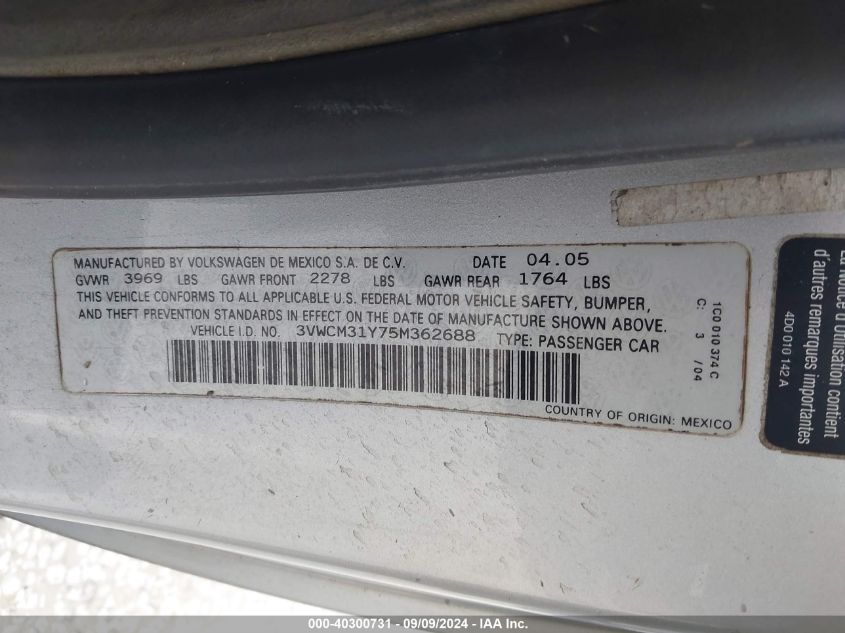 MANUFACTURED BY VOLKSWAGEN DE MEXICO S.A. DE C.V. DATE 04.05
GVWR 3969 LBS GAWR FRONT 2278 LBS GAWR REAR 1764 LBS
THIS VEHICLE CONFORMS TO ALL APPLICABLE U.S. FEDERAL MOTOR VEHICLE SAFETY, BUMPER,
AND THEFT PREVENTION STANDARDS IN EFFECT ON THE DATE OF MANUFACTURE SHOWN ABOVE.
VEHICLE I.D. NO. 3VWCM31Y75M362688 TYPE: PASSENGER CAR
COUNTRY OF ORIGIN: MEXICO
1C0 010 374 C
C: 3 /04
4D0 010 142 A
d'autres remarques importantes
doivent contient
000-40300731 - 09/09/2024 - IAA Inc.